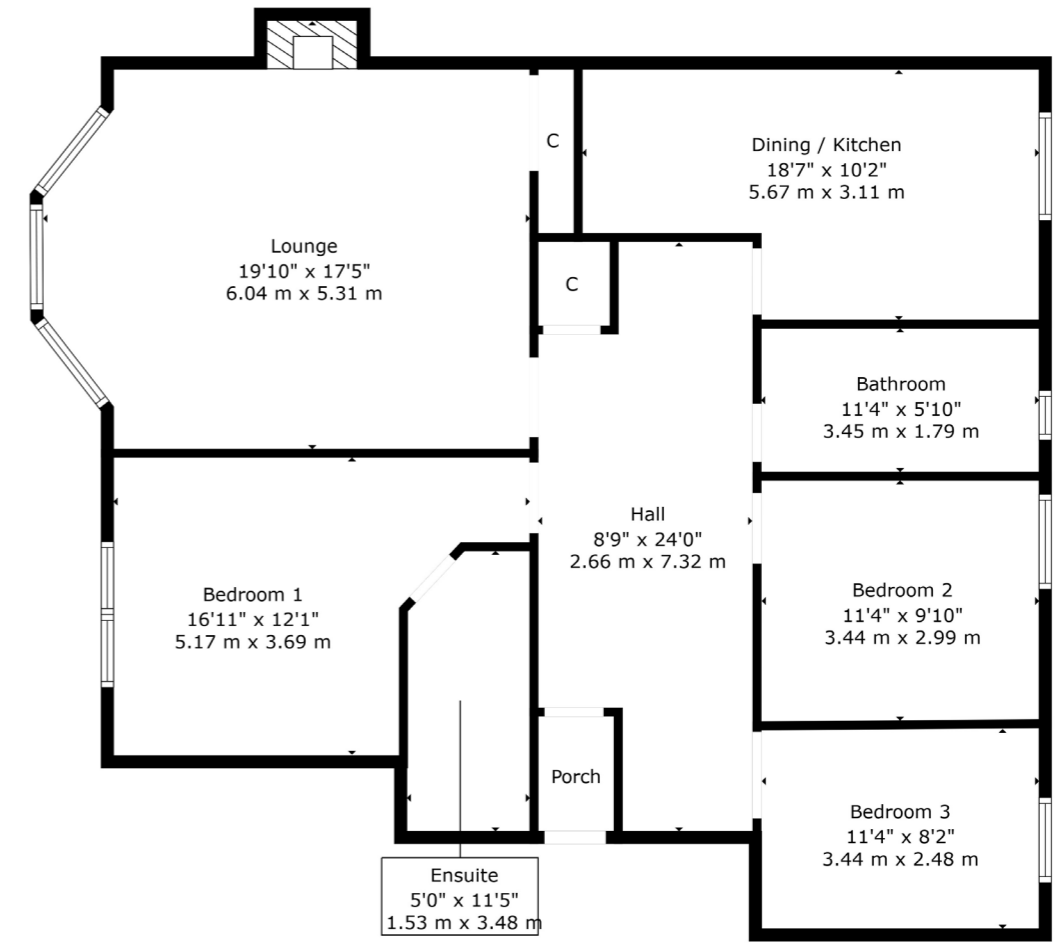 C
Dining / Kitchen
18'7" x 10'2"
5.67 m x 3.11 m
Lounge
19'10" x 17'5"
6.04 m x 5.31 m
C
Bathroom
11'4" x 5'10"
3.45 m x 1.79 m
Hall
8'9" x 24'0"
2.66 m x 7.32 m
Bedroom 1
16'11" x 12'1"
5.17 m x 3.69 m
Bedroom 2
11'4" x 9'10"
3.44 m x 2.99 m
Porch
Bedroom 3
11'4" x 8'2"
3.44 m x 2.48 m
Ensuite
5'0" x 11'5"
1.53 m x 3.48 m